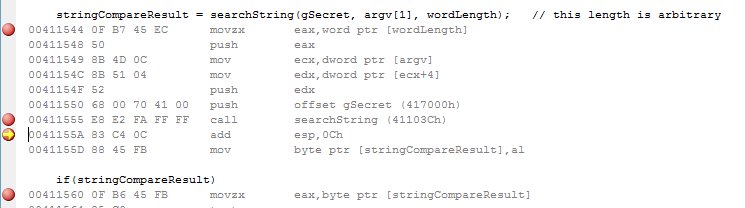 stringCompareResult = searchString(gSecret, argv[1], wordLength);   // this length is arbitrary
00411544 0F B7 45 EC      movzx       eax,word ptr [wordLength]
00411548 50               push        eax
00411549 8B 4D 0C         mov         ecx,dword ptr [argv]
0041154C 8B 51 04         mov         edx,dword ptr [ecx+4]
0041154F 52               push        edx
00411550 68 00 70 41 00   push        offset gSecret (417000h)
00411555 E8 E2 FA FF FF   call        searchString (41103Ch)
0041155A 83 C4 0C         add         esp,0Ch
0041155D 88 45 FB         mov         byte ptr [stringCompareResult],al
if(stringCompareResult)
00411560 0F B6 45 FB      movzx       eax,byte ptr [stringCompareResult]